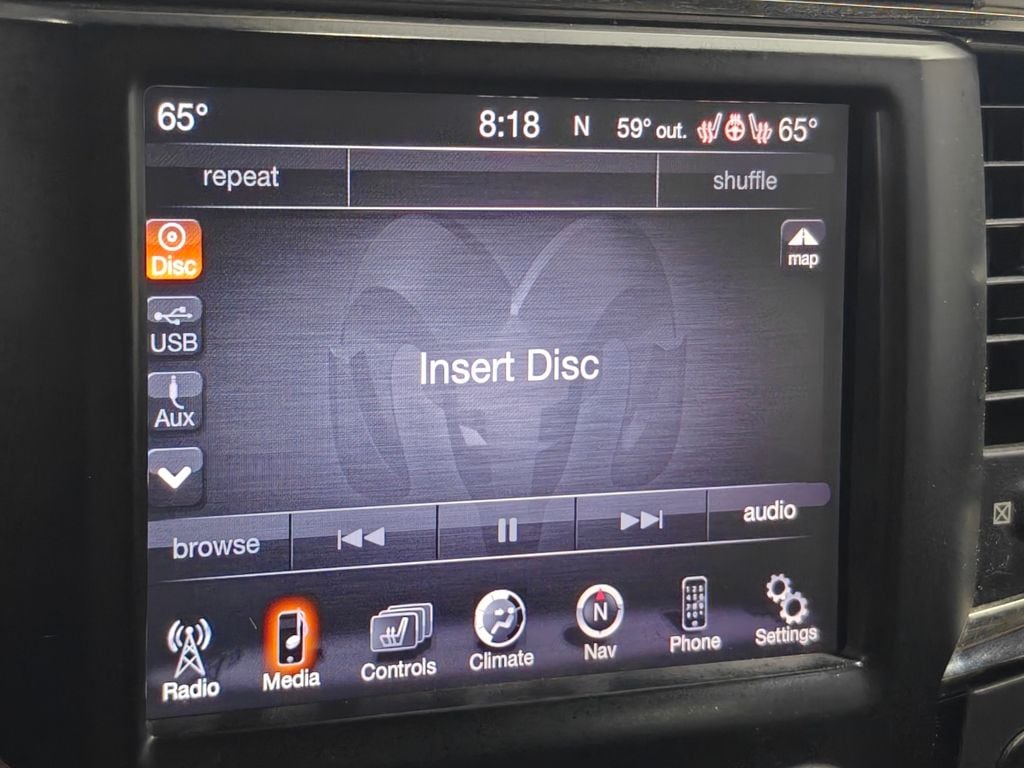 65° 8:18 N 59° out. 65°
repeat shuffle
Disc map
USB
Insert Disc
Aux
browse audio
Radio Media Controls Climate N Nav Phone Settings